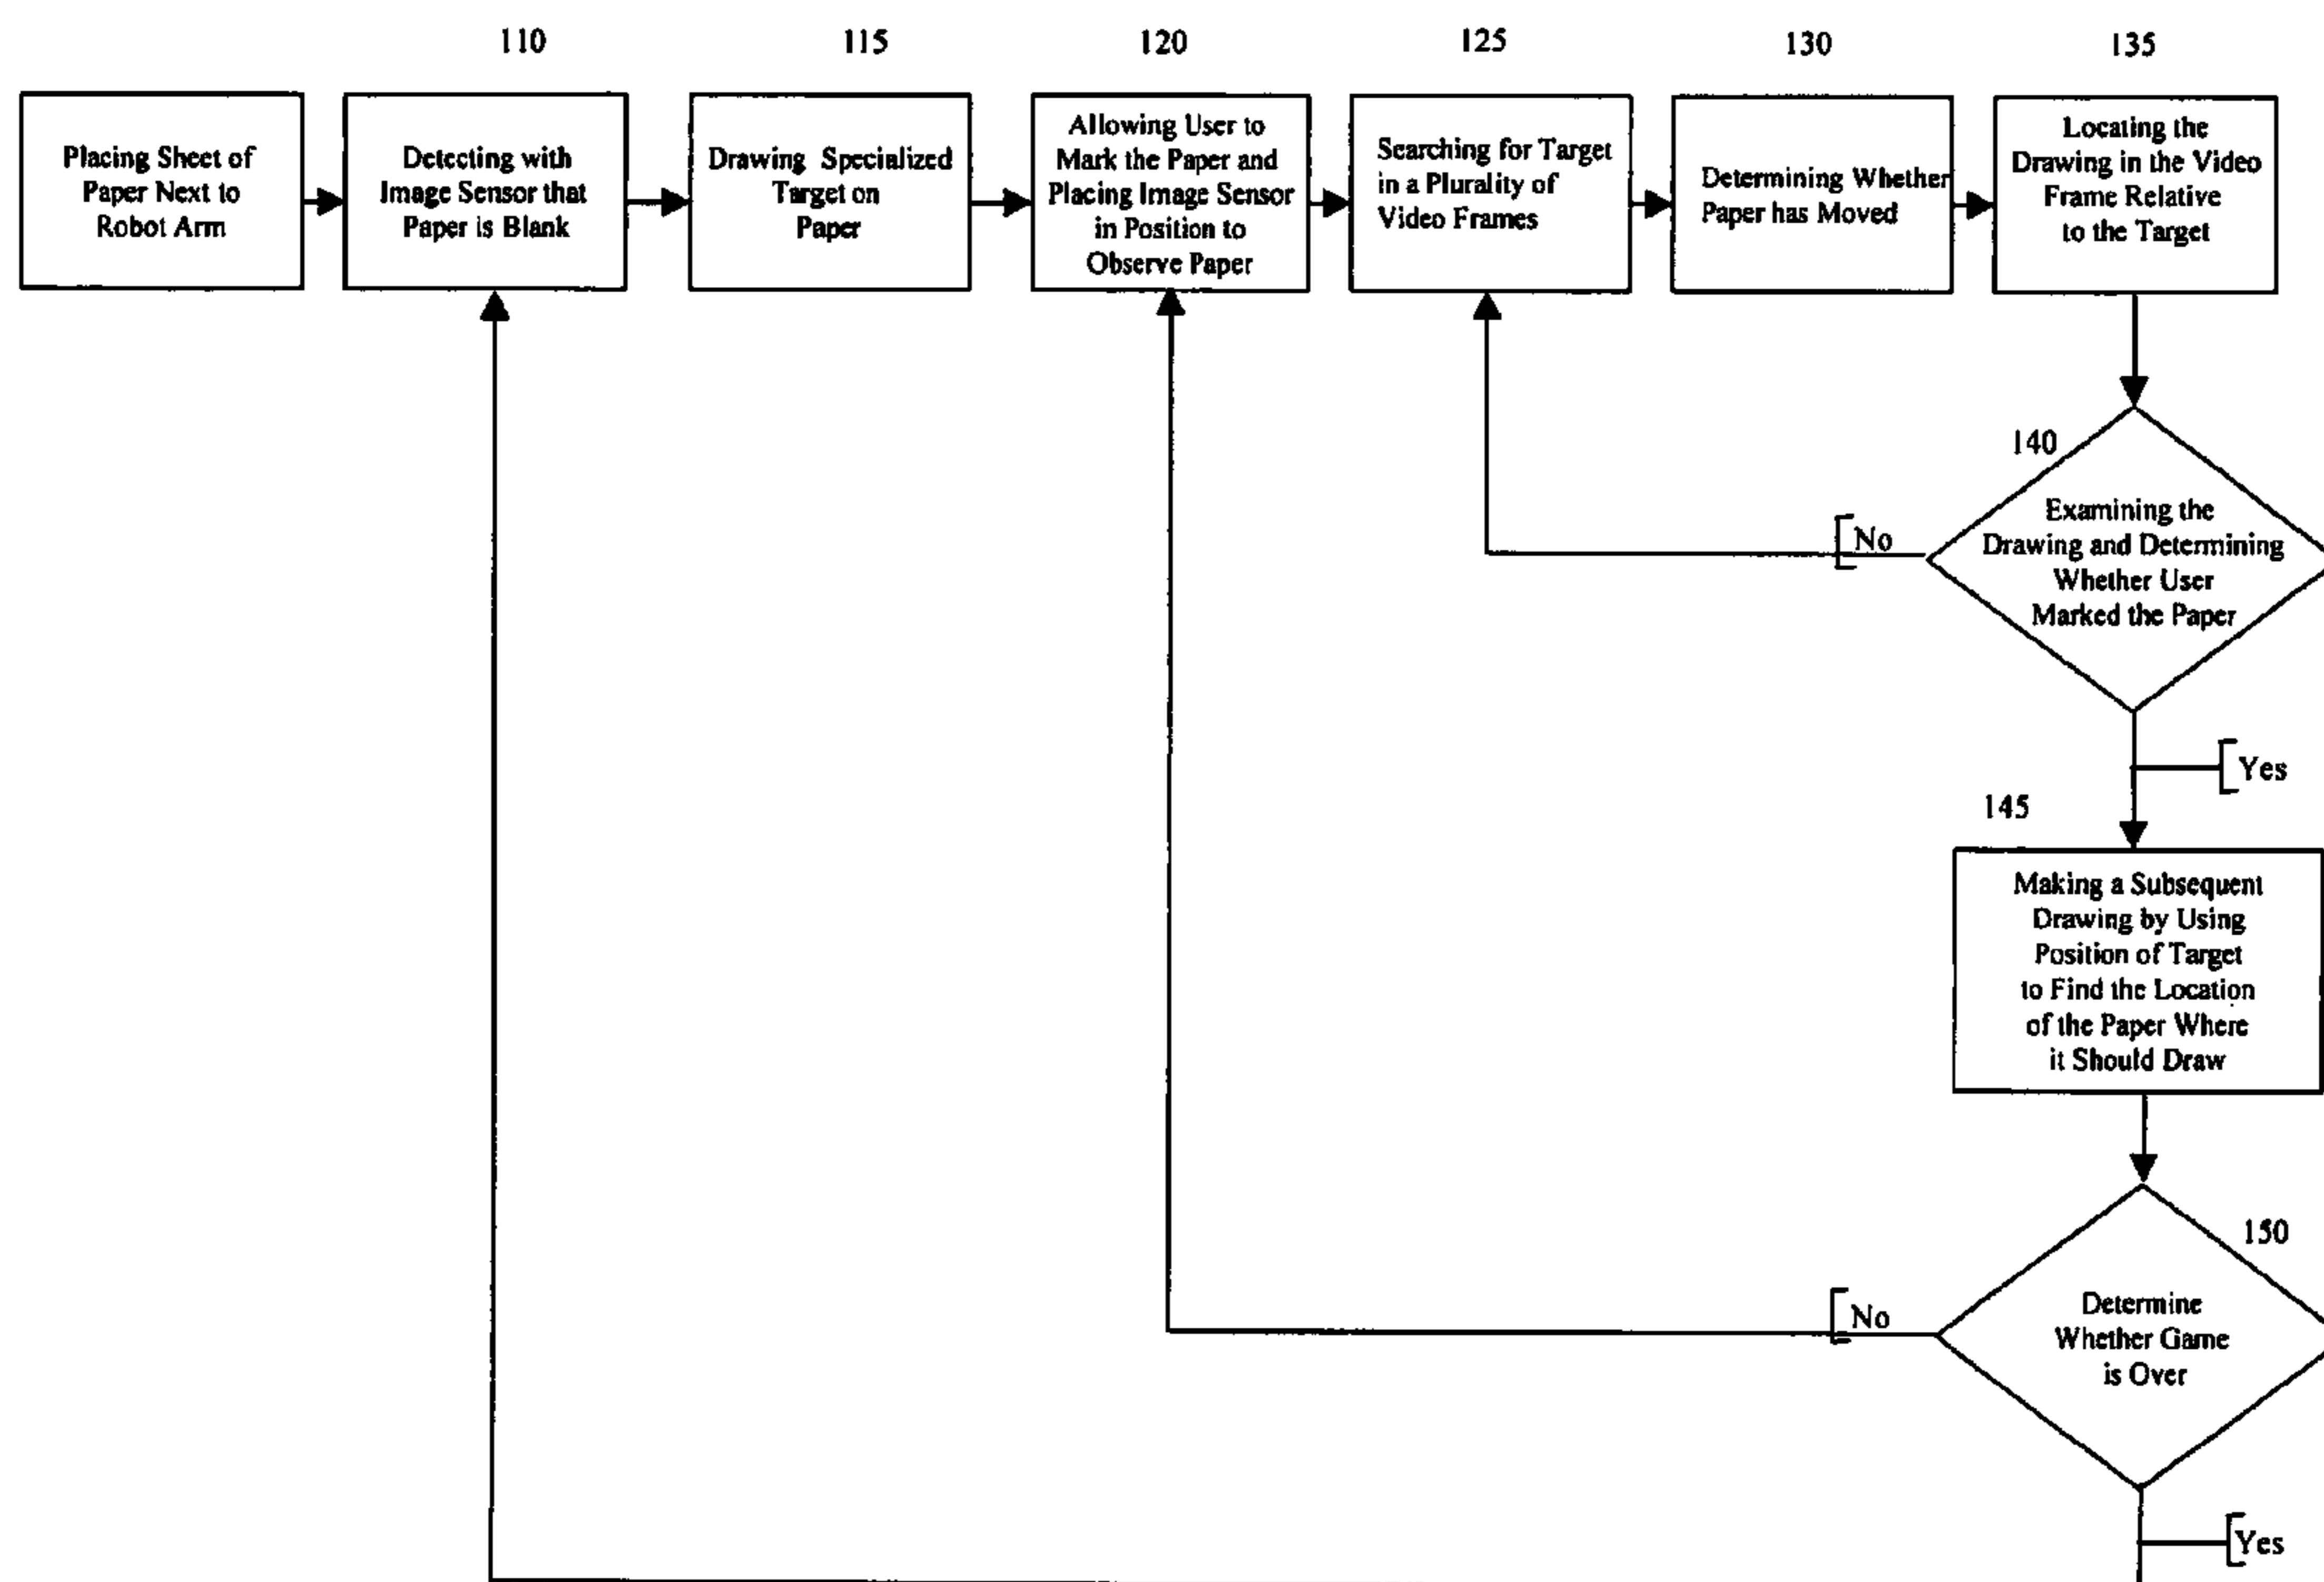 110
115
120
125
130
135
Placing Sheet of
Paper Next to
Robot Arm
Detecting with
Image Sensor that
Paper is Blank
Drawing Specialized
Target on
Paper
Allowing User to
Mark the Paper and
Placing Image Sensor
in Position to
Observe Paper
Searching for Target
in a Plurality of
Video Frames
Determining Whether
Paper has Moved
Locating the
Drawing in the Video
Frame Relative
to the Target
140
Examining the
Drawing and Determining
Whether User
Marked the Paper
No
Yes
145
Making a Subsequent
Drawing by Using
Position of Target
to Find the Location
of the Paper Where
it Should Draw
150
Determine
Whether Game
is Over
No
Yes